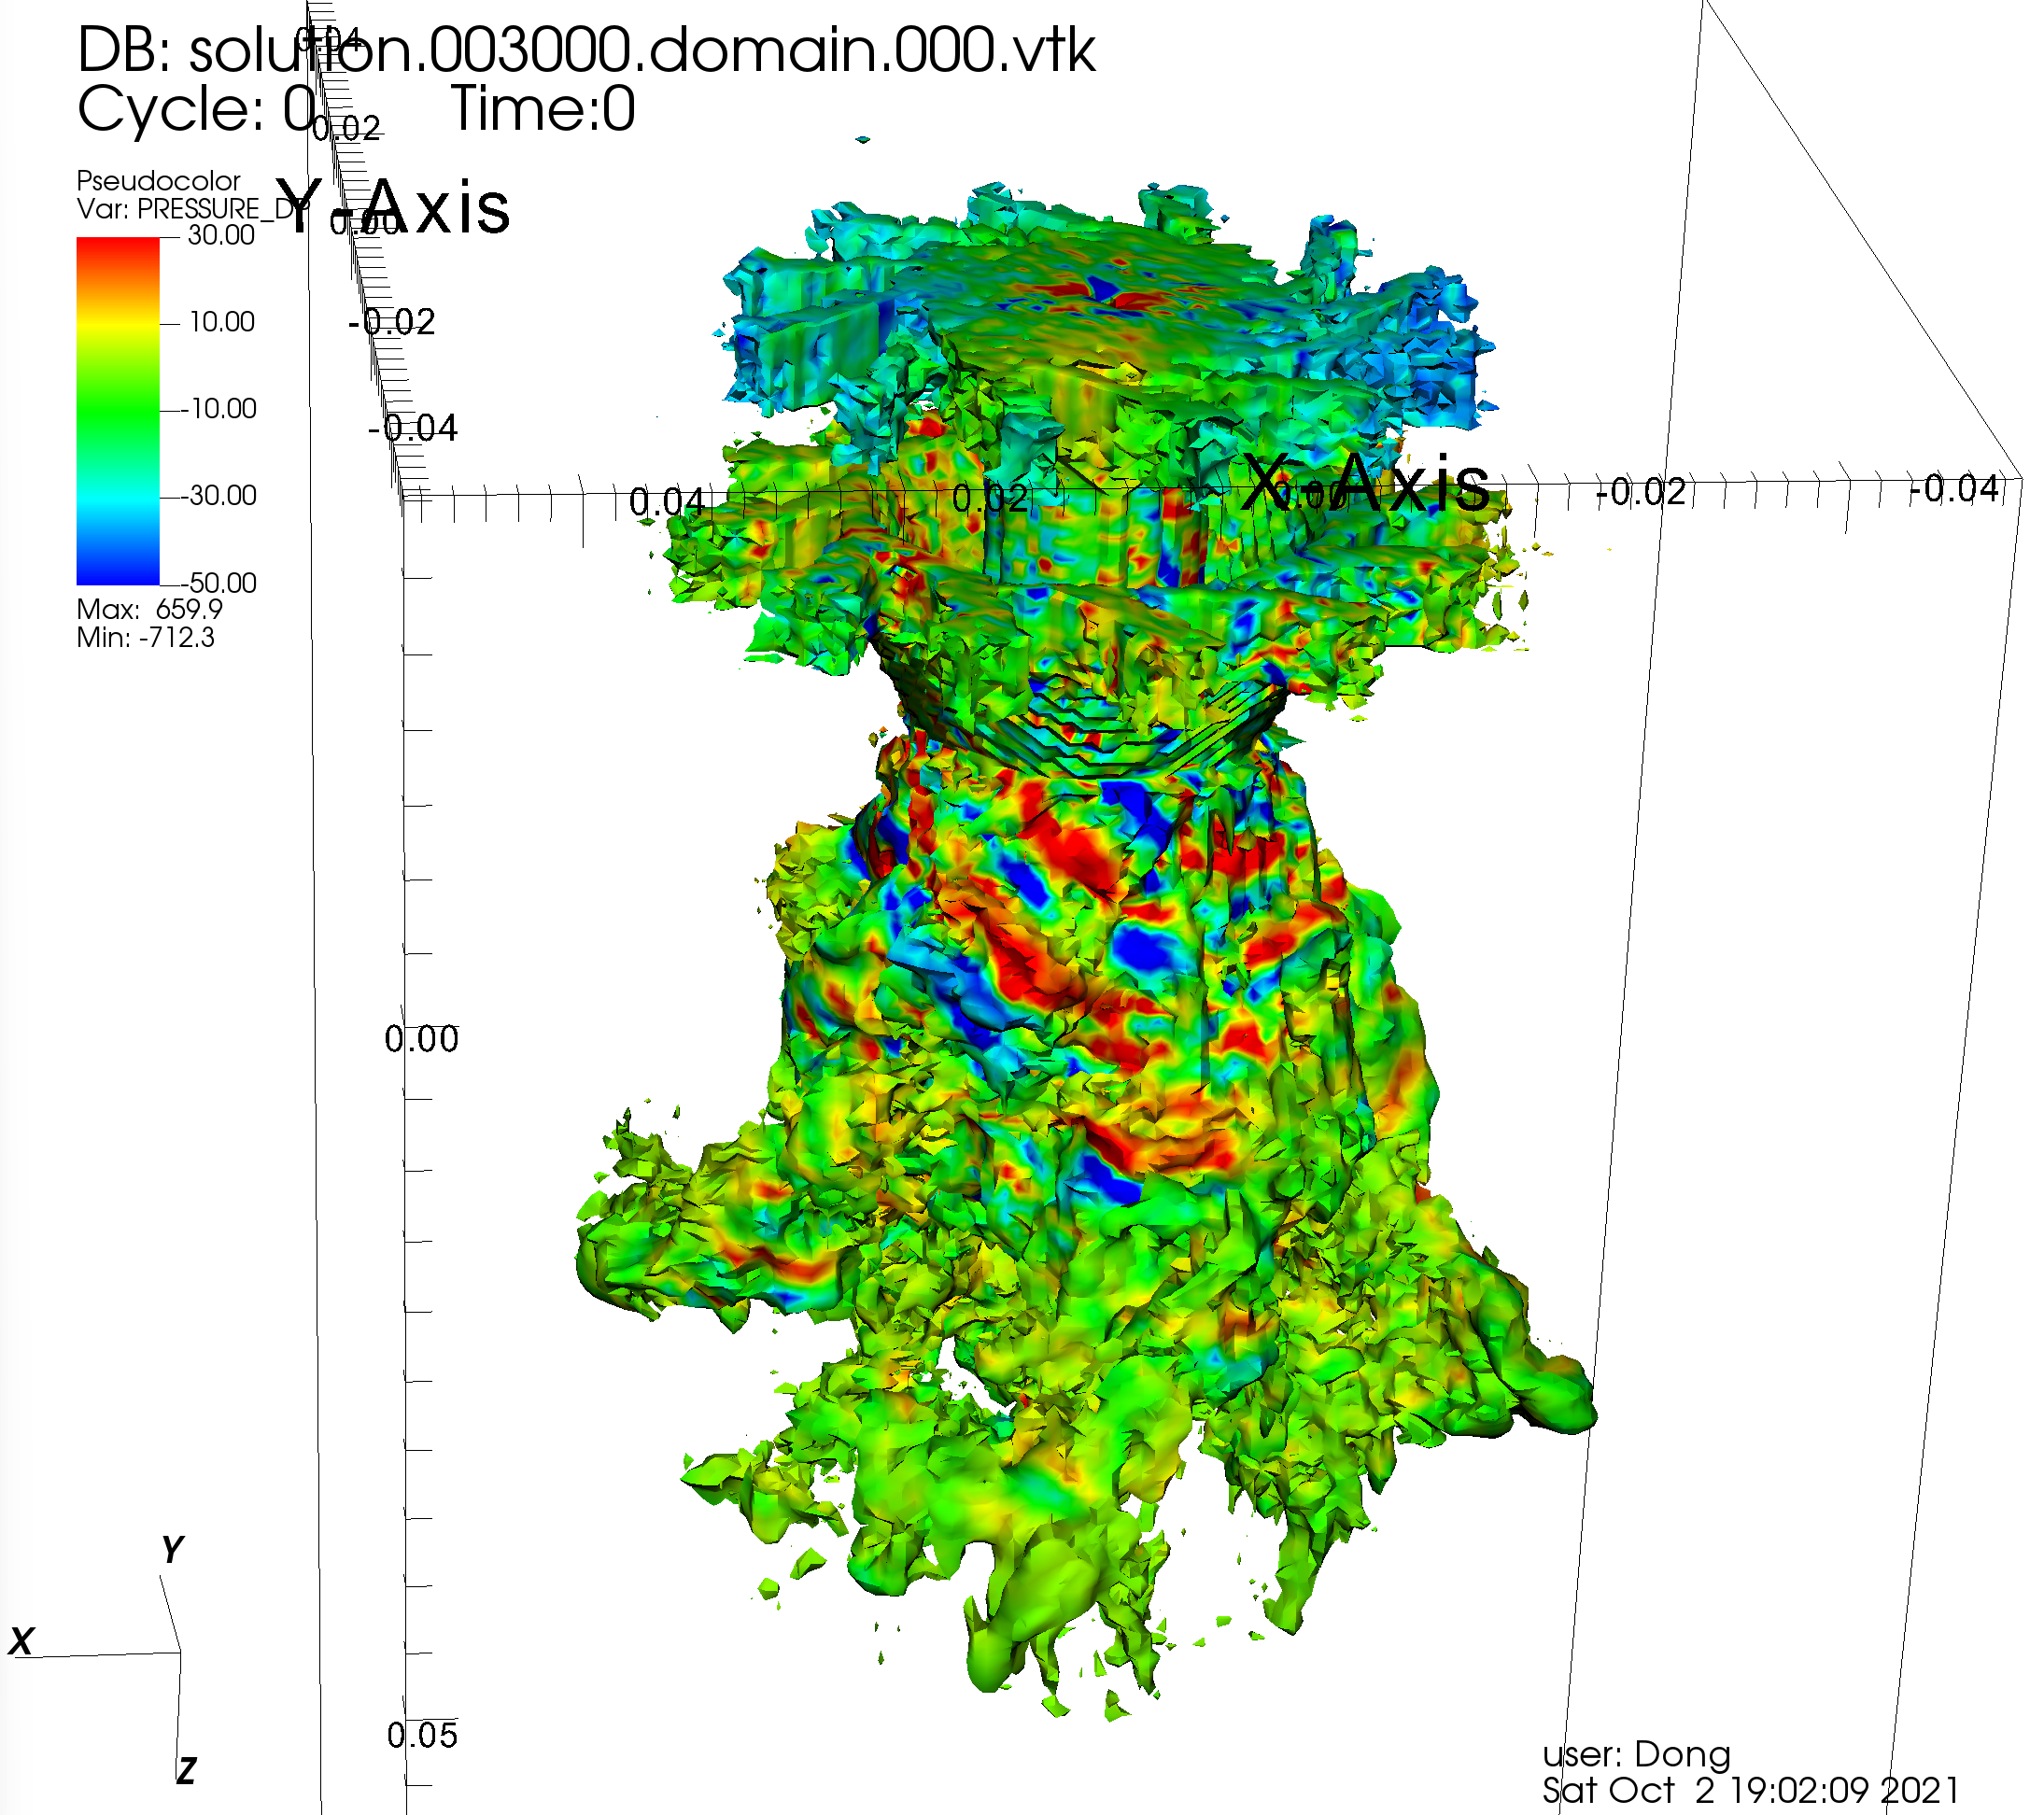 DB: solution.003000.domain.000.vtk
Cycle: 0 Time:0
0.04
0.02
Pseudocolor
Var: PRESSURE_D
Y-Axis
0.00
30.00
10.00
-10.00
-30.00
-50.00
Max: 659.9
Min: -712.3
-0.02
-0.04
0.04
0.02
X-Axis
0.00
-0.02
-0.04
0.00
0.05
Y
X
Z
user: Dong
Sat Oct 2 19:02:09 2021